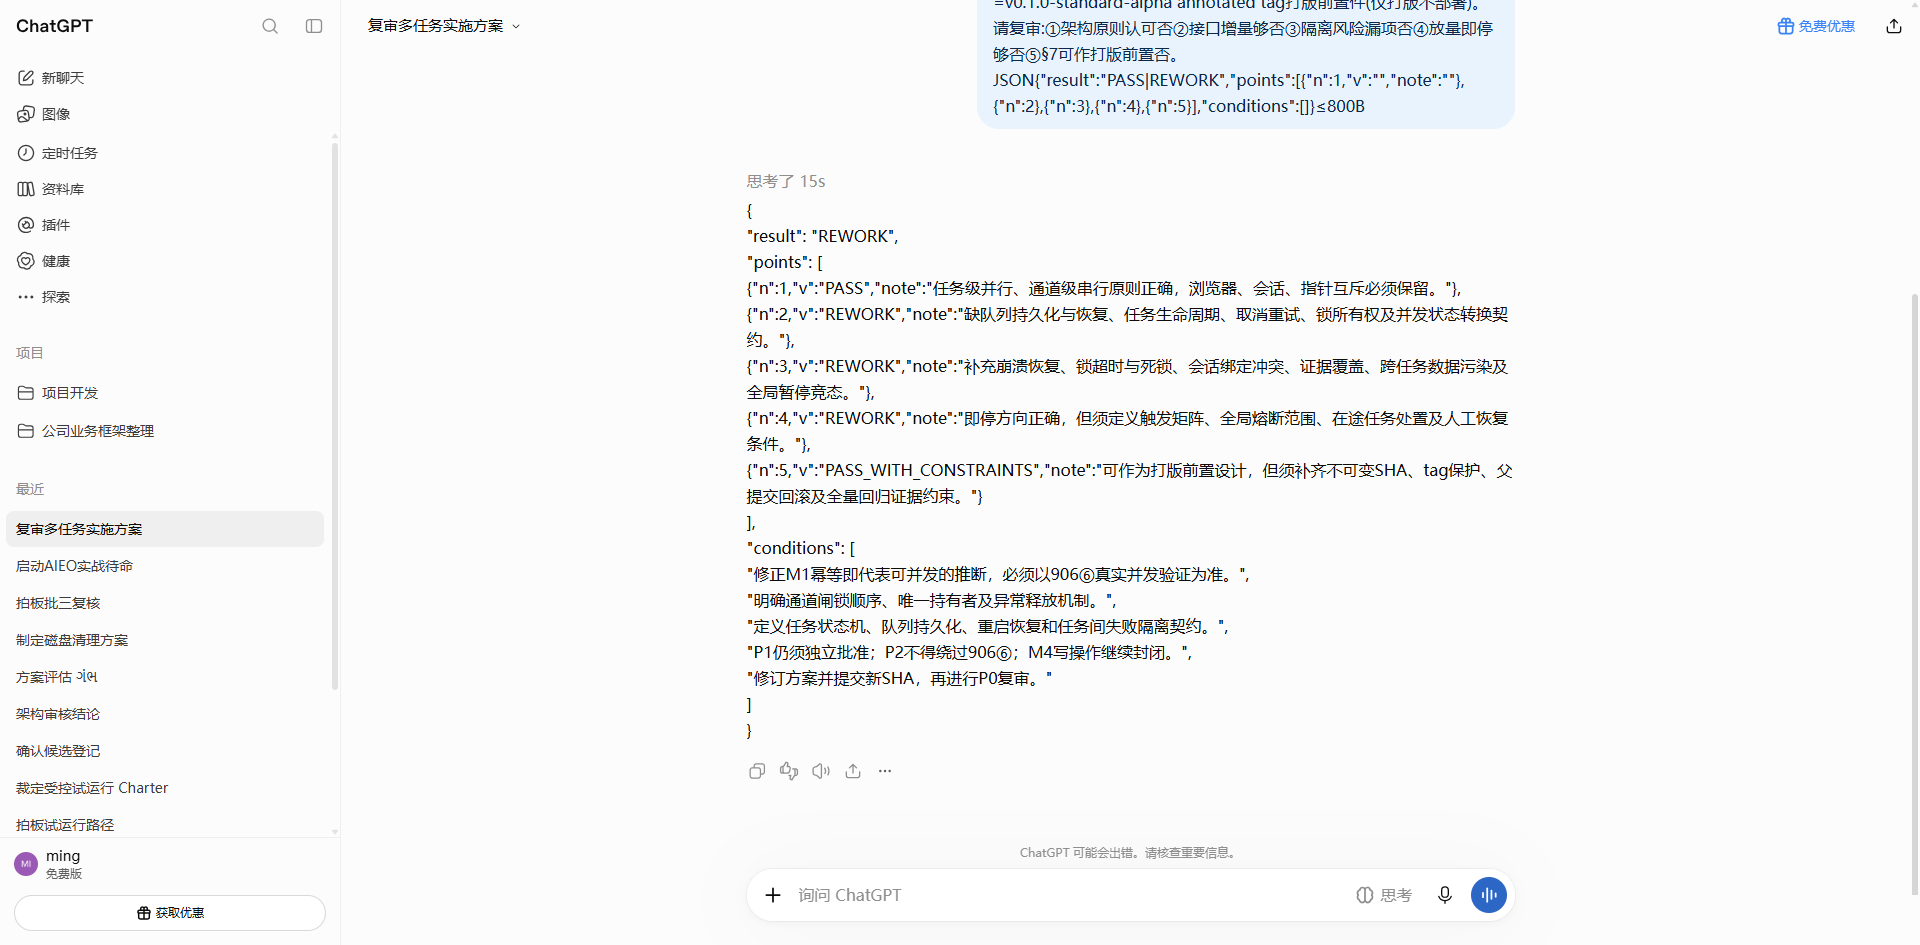 ChatGPT
新聊天
图像
定时任务
资料库
插件
健康
探索
项目
项目开发
公司业务框架整理
最近
复审多任务实施方案
启动AIEO实战待命
拍板批三复核
制定磁盘清理方案
方案评估
架构审核结论
确认候选登记
裁定受控试运行 Charter
拍板试运行路径
MI
ming
免费版
获取优惠
复审多任务实施方案
免费优惠
=v0.1.0-standard-alpha annotated tag打版前置件(仅打版不部署)。
请复审:①架构原则认可否②接口增量够否③隔离风险漏项否④放量即停
够否⑤§7可作打版前置否。
JSON{"result":"PASS|REWORK","points":[{"n":1,"v":"","note":""},
{"n":2},{"n":3},{"n":4},{"n":5}],"conditions":[]}≤800B
思考了 15s
{
"result": "REWORK",
"points": [
{"n":1,"v":"PASS","note":"任务级并行、通道级串行原则正确，浏览器、会话、指针互斥必须保留。"},
{"n":2,"v":"REWORK","note":"缺队列持久化与恢复、任务生命周期、取消重试、锁所有权及并发状态转换契
约。"},
{"n":3,"v":"REWORK","note":"补充崩溃恢复、锁超时与死锁、会话绑定冲突、证据覆盖、跨任务数据污染及
全局暂停竞态。"},
{"n":4,"v":"REWORK","note":"即停方向正确，但须定义触发矩阵、全局熔断范围、在途任务处置及人工恢复
条件。"},
{"n":5,"v":"PASS_WITH_CONSTRAINTS","note":"可作为打版前置设计，但须补齐不可变SHA、tag保护、父
提交回滚及全量回归证据约束。"}
],
"conditions": [
"修正M1幂等即代表可并发的推断，必须以906⑥真实并发验证为准。",
"明确通道闸锁顺序、唯一持有者及异常释放机制。",
"定义任务状态机、队列持久化、重启恢复和任务间失败隔离契约。",
"P1仍须独立批准；P2不得绕过906⑥；M4写操作继续封闭。",
"修订方案并提交新SHA，再进行P0复审。"
]
}
ChatGPT 可能会出错。请核查重要信息。
询问 ChatGPT
思考